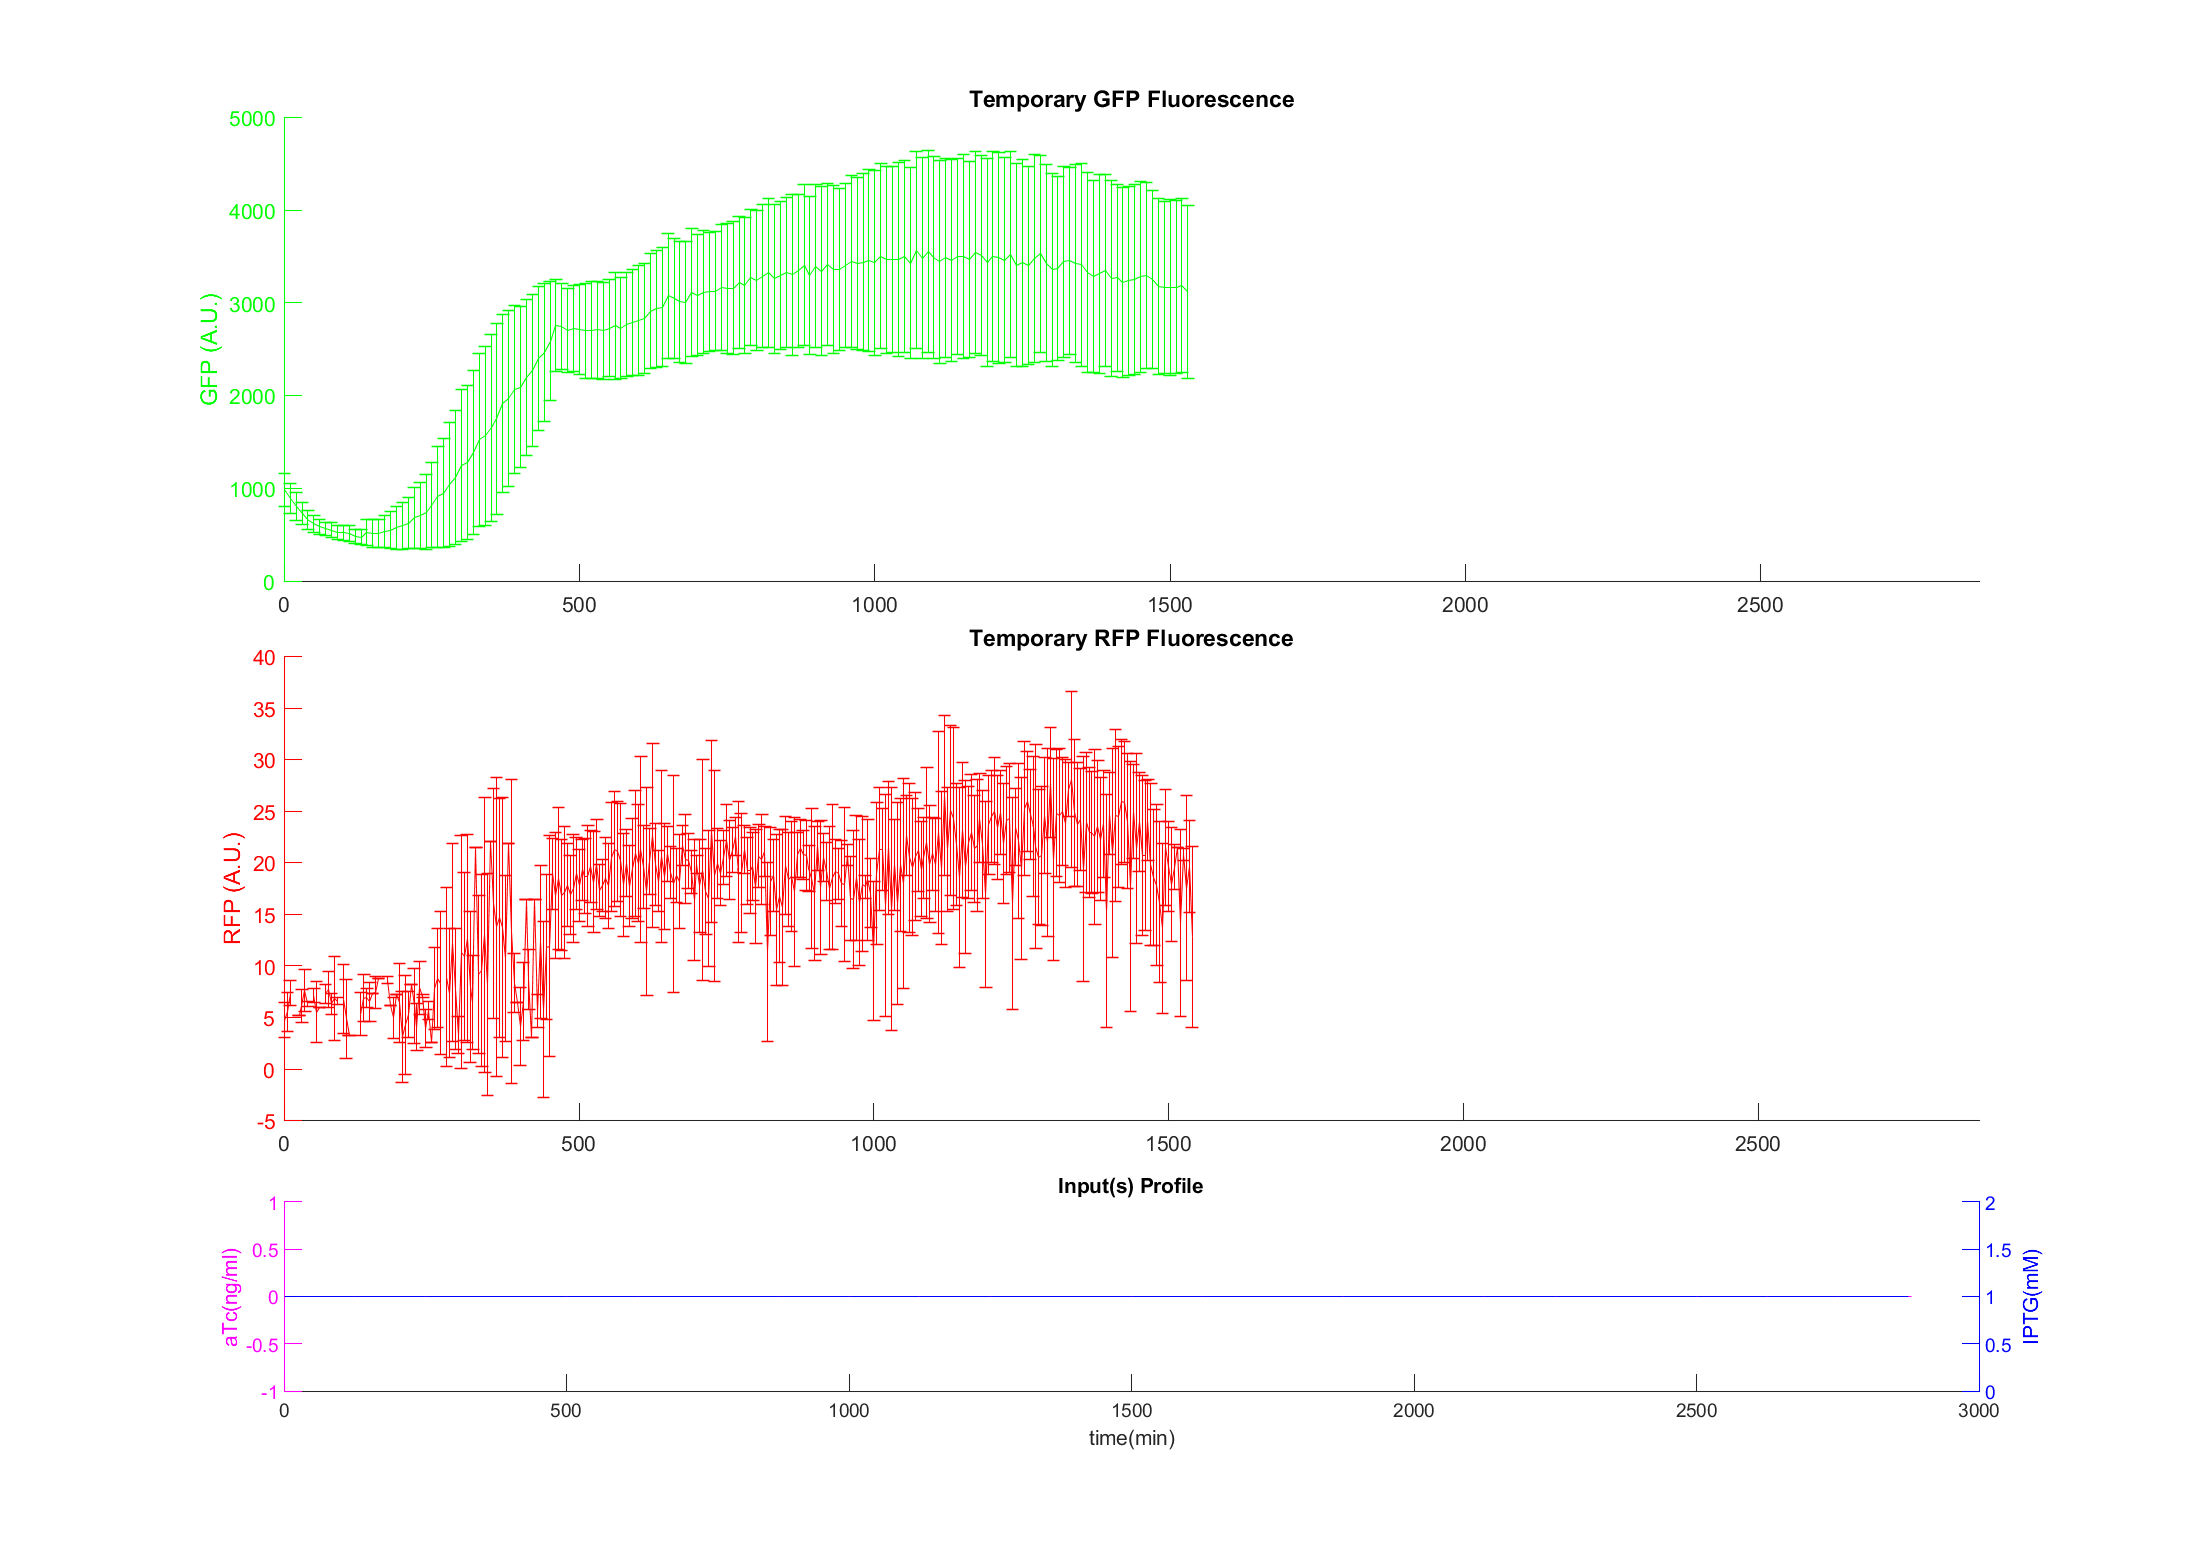 Temporary GFP Fluorescence
5000
4000
3000
2000
1000
0
GFP (A.U.)
0 500 1000 1500 2000 2500
Temporary RFP Fluorescence
40
35
30
25
20
15
10
5
0
-5
RFP (A.U.)
0 500 1000 1500 2000 2500
Input(s) Profile
1
0.5
0
-0.5
-1
aTc(ng/ml)
2
1.5
1
0.5
0
IPTG(mM)
0 500 1000 1500 2000 2500 3000
time(min)